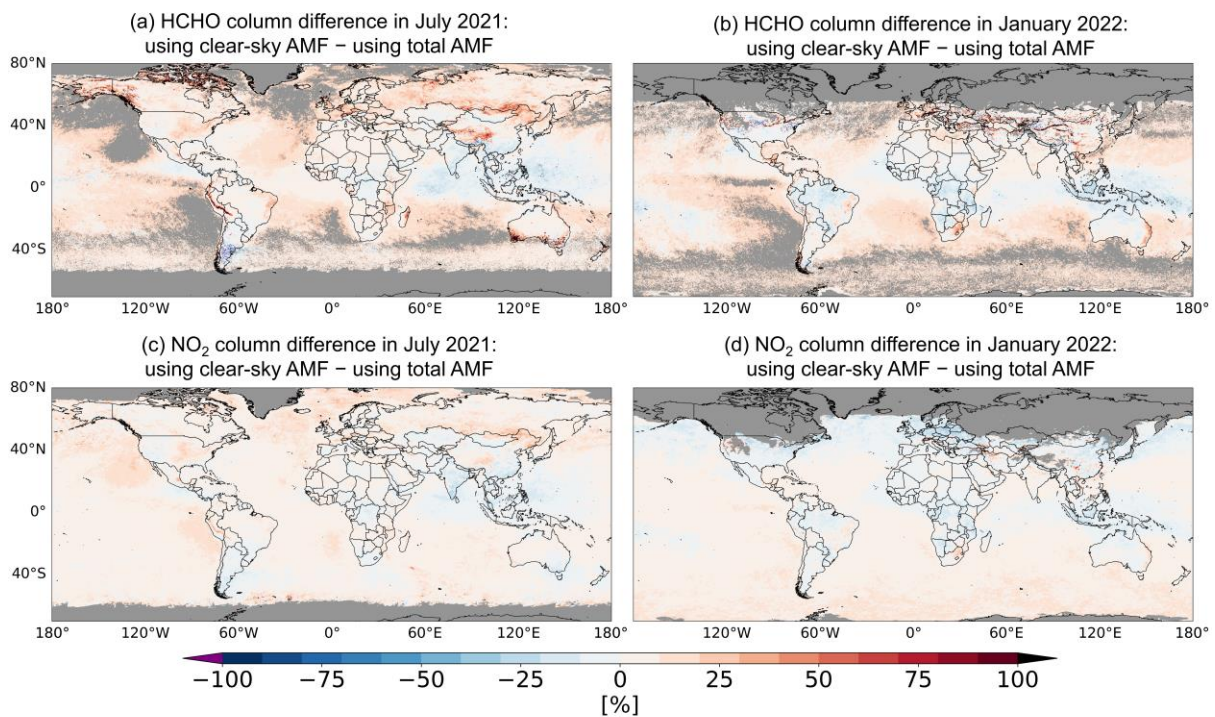 (a) HCHO column difference in July 2021:
using clear-sky AMF − using total AMF
(b) HCHO column difference in January 2022:
using clear-sky AMF − using total AMF
80°N
40°N
0°
40°S
180° 120°W 60°W 0° 60°E 120°E 180°
120°W 60°W 0° 60°E 120°E 180°
(c) NO₂ column difference in July 2021:
using clear-sky AMF − using total AMF
(d) NO₂ column difference in January 2022:
using clear-sky AMF − using total AMF
80°N
40°N
0°
40°S
180° 120°W 60°W 0° 60°E 120°E 180°
120°W 60°W 0° 60°E 120°E 180°
−100 −75 −50 −25 0 25 50 75 100
[%]